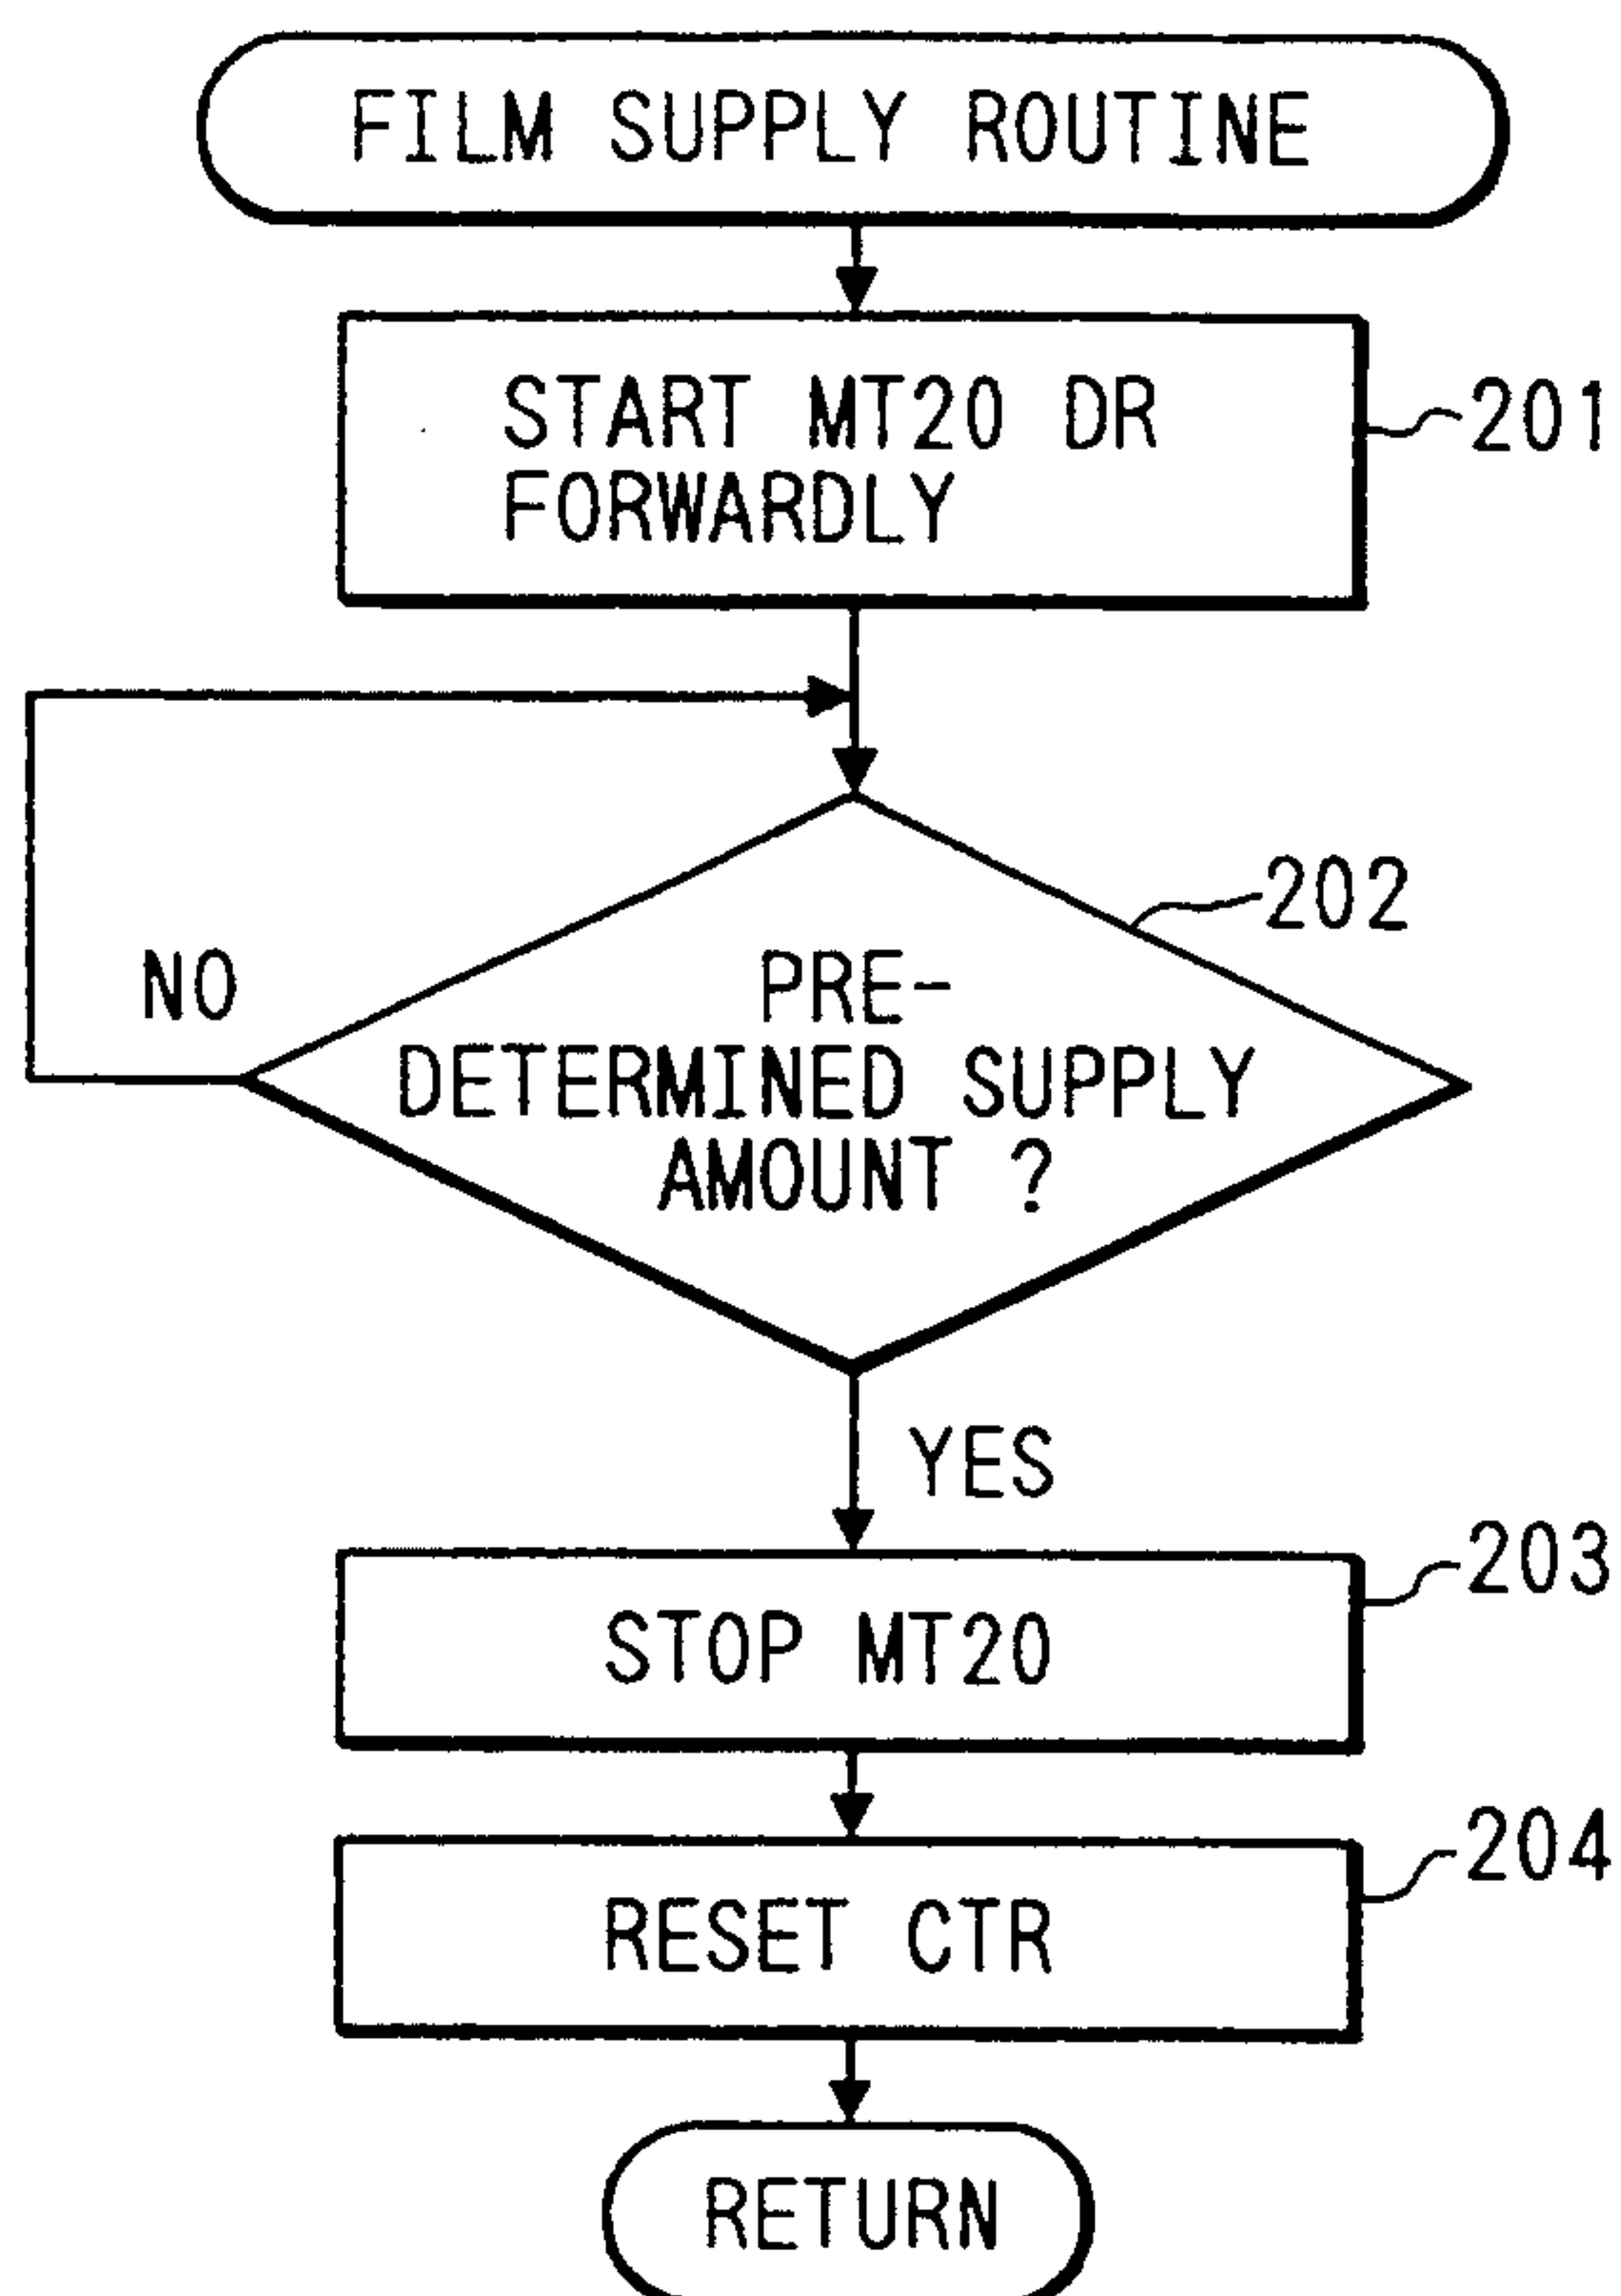 FILM SUPPLY ROUTINE
START MT20 DR
FORWARDLY
201
202
NO
PRE-
DETERMINED SUPPLY
AMOUNT ?
YES
203
STOP MT20
204
RESET CTR
RETURN